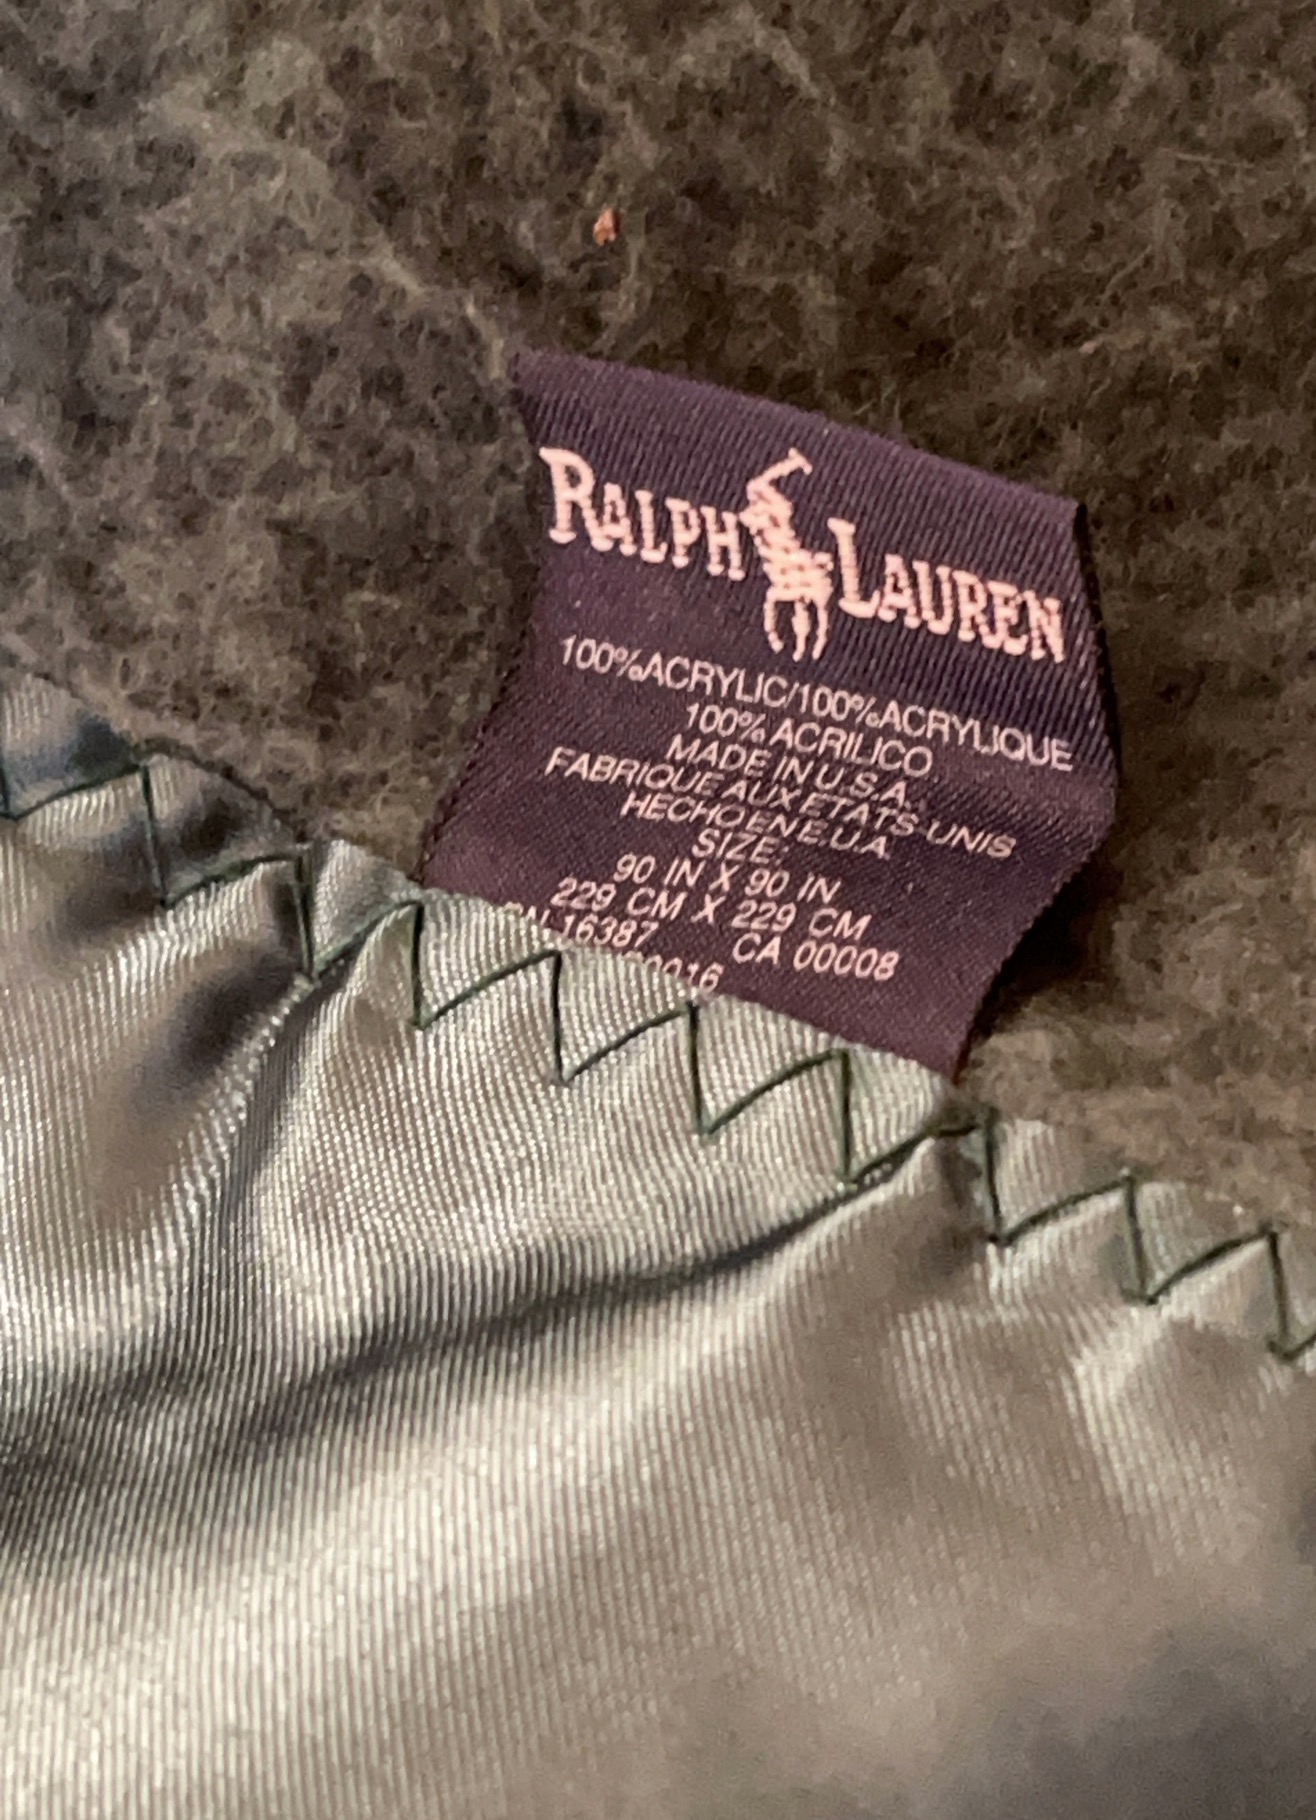 RALPH LAUREN
100%ACRYLIC/100%ACRYLIQUE
100% ACRILICO
MADE IN U.S.A.
FABRIQUE AUX ETATS-UNIS
HECHO EN E.U.A.
SIZE:
90 IN X 90 IN
229 CM X 229 CM
16387 CA 00008